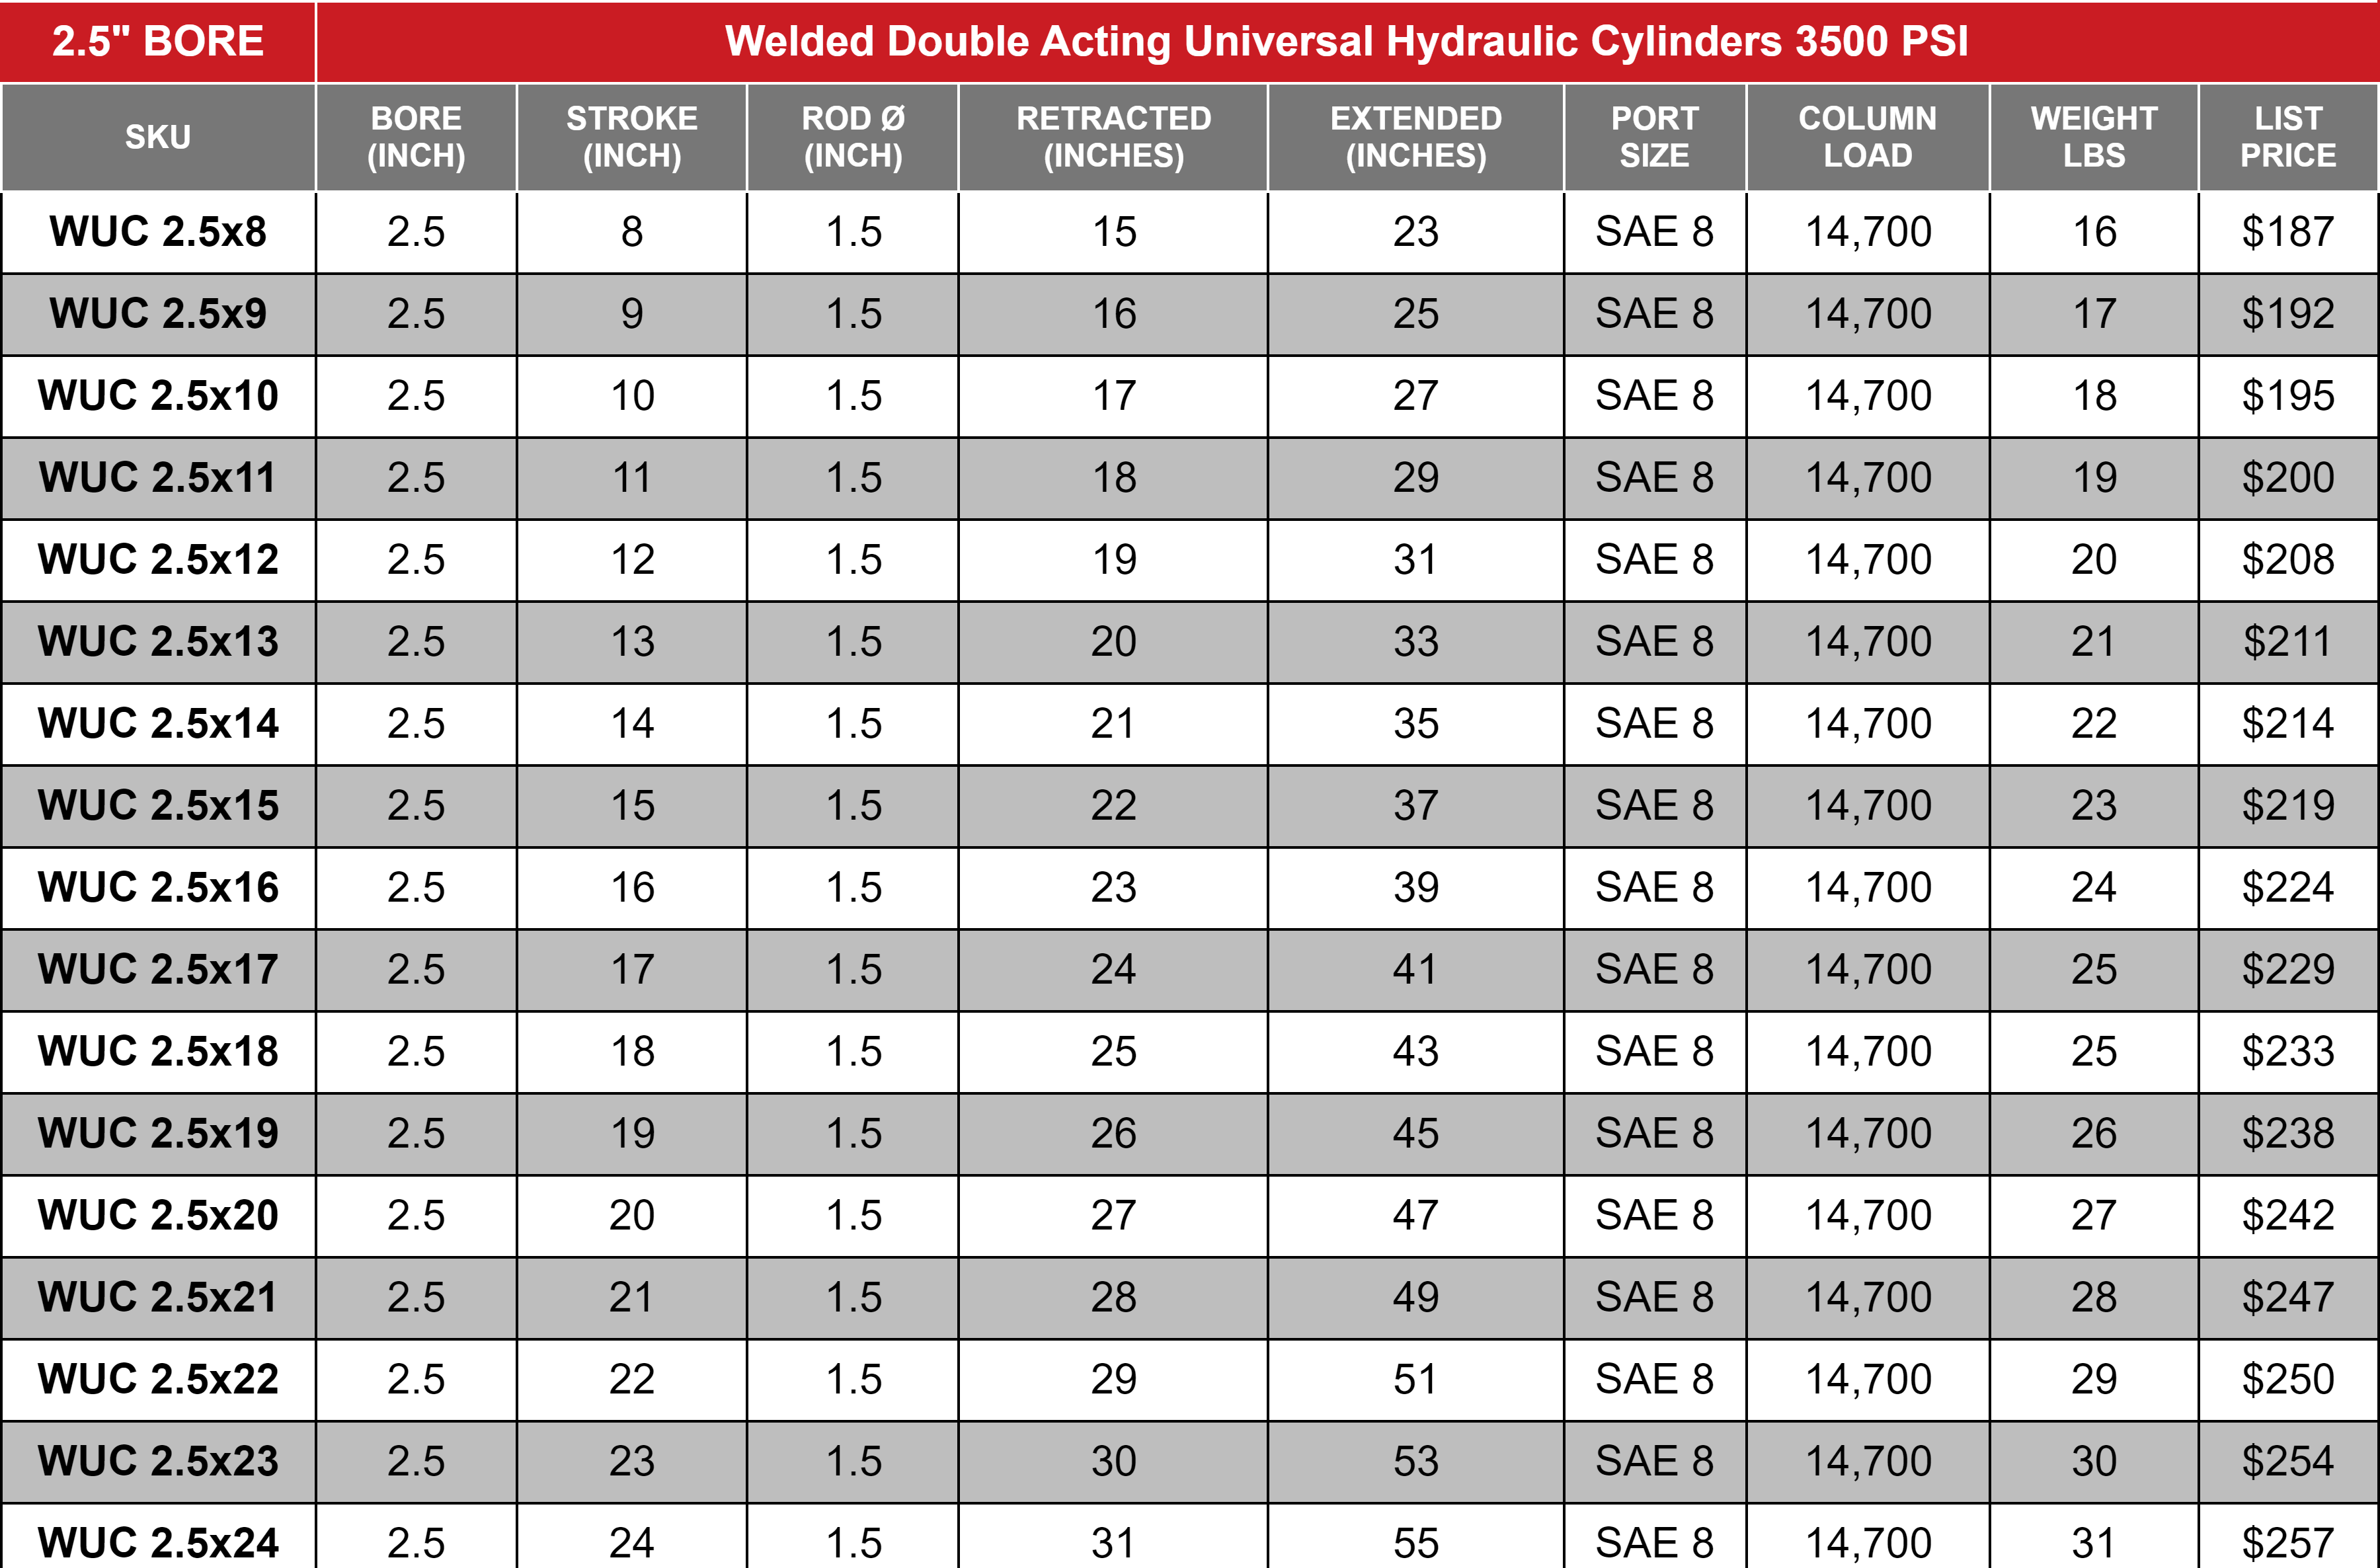 2.5" BORE Welded Double Acting Universal Hydraulic Cylinders 3500 PSI
SKU BORE (INCH) STROKE (INCH) ROD Ø (INCH) RETRACTED (INCHES) EXTENDED (INCHES) PORT SIZE COLUMN LOAD WEIGHT LBS LIST PRICE
WUC 2.5x8 2.5 8 1.5 15 23 SAE 8 14,700 16 $187
WUC 2.5x9 2.5 9 1.5 16 25 SAE 8 14,700 17 $192
WUC 2.5x10 2.5 10 1.5 17 27 SAE 8 14,700 18 $195
WUC 2.5x11 2.5 11 1.5 18 29 SAE 8 14,700 19 $200
WUC 2.5x12 2.5 12 1.5 19 31 SAE 8 14,700 20 $208
WUC 2.5x13 2.5 13 1.5 20 33 SAE 8 14,700 21 $211
WUC 2.5x14 2.5 14 1.5 21 35 SAE 8 14,700 22 $214
WUC 2.5x15 2.5 15 1.5 22 37 SAE 8 14,700 23 $219
WUC 2.5x16 2.5 16 1.5 23 39 SAE 8 14,700 24 $224
WUC 2.5x17 2.5 17 1.5 24 41 SAE 8 14,700 25 $229
WUC 2.5x18 2.5 18 1.5 25 43 SAE 8 14,700 25 $233
WUC 2.5x19 2.5 19 1.5 26 45 SAE 8 14,700 26 $238
WUC 2.5x20 2.5 20 1.5 27 47 SAE 8 14,700 27 $242
WUC 2.5x21 2.5 21 1.5 28 49 SAE 8 14,700 28 $247
WUC 2.5x22 2.5 22 1.5 29 51 SAE 8 14,700 29 $250
WUC 2.5x23 2.5 23 1.5 30 53 SAE 8 14,700 30 $254
WUC 2.5x24 2.5 24 1.5 31 55 SAE 8 14,700 31 $257